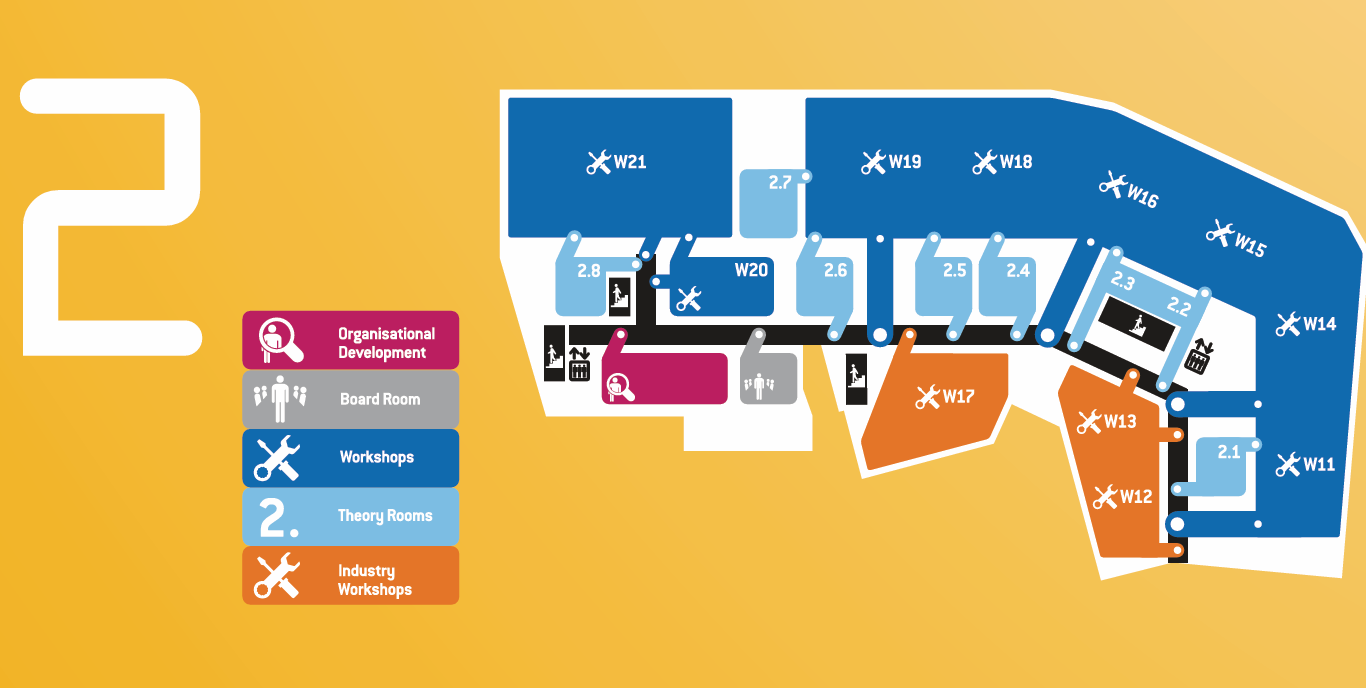 2
Organisational
Development
Board Room
Workshops
2.
Theory Rooms
Industry
Workshops
W21
2.7
W19
W18
W16
W15
2.8
W20
2.6
2.5
2.4
2.3
2.2
W14
W17
W13
2.1
W11
W12